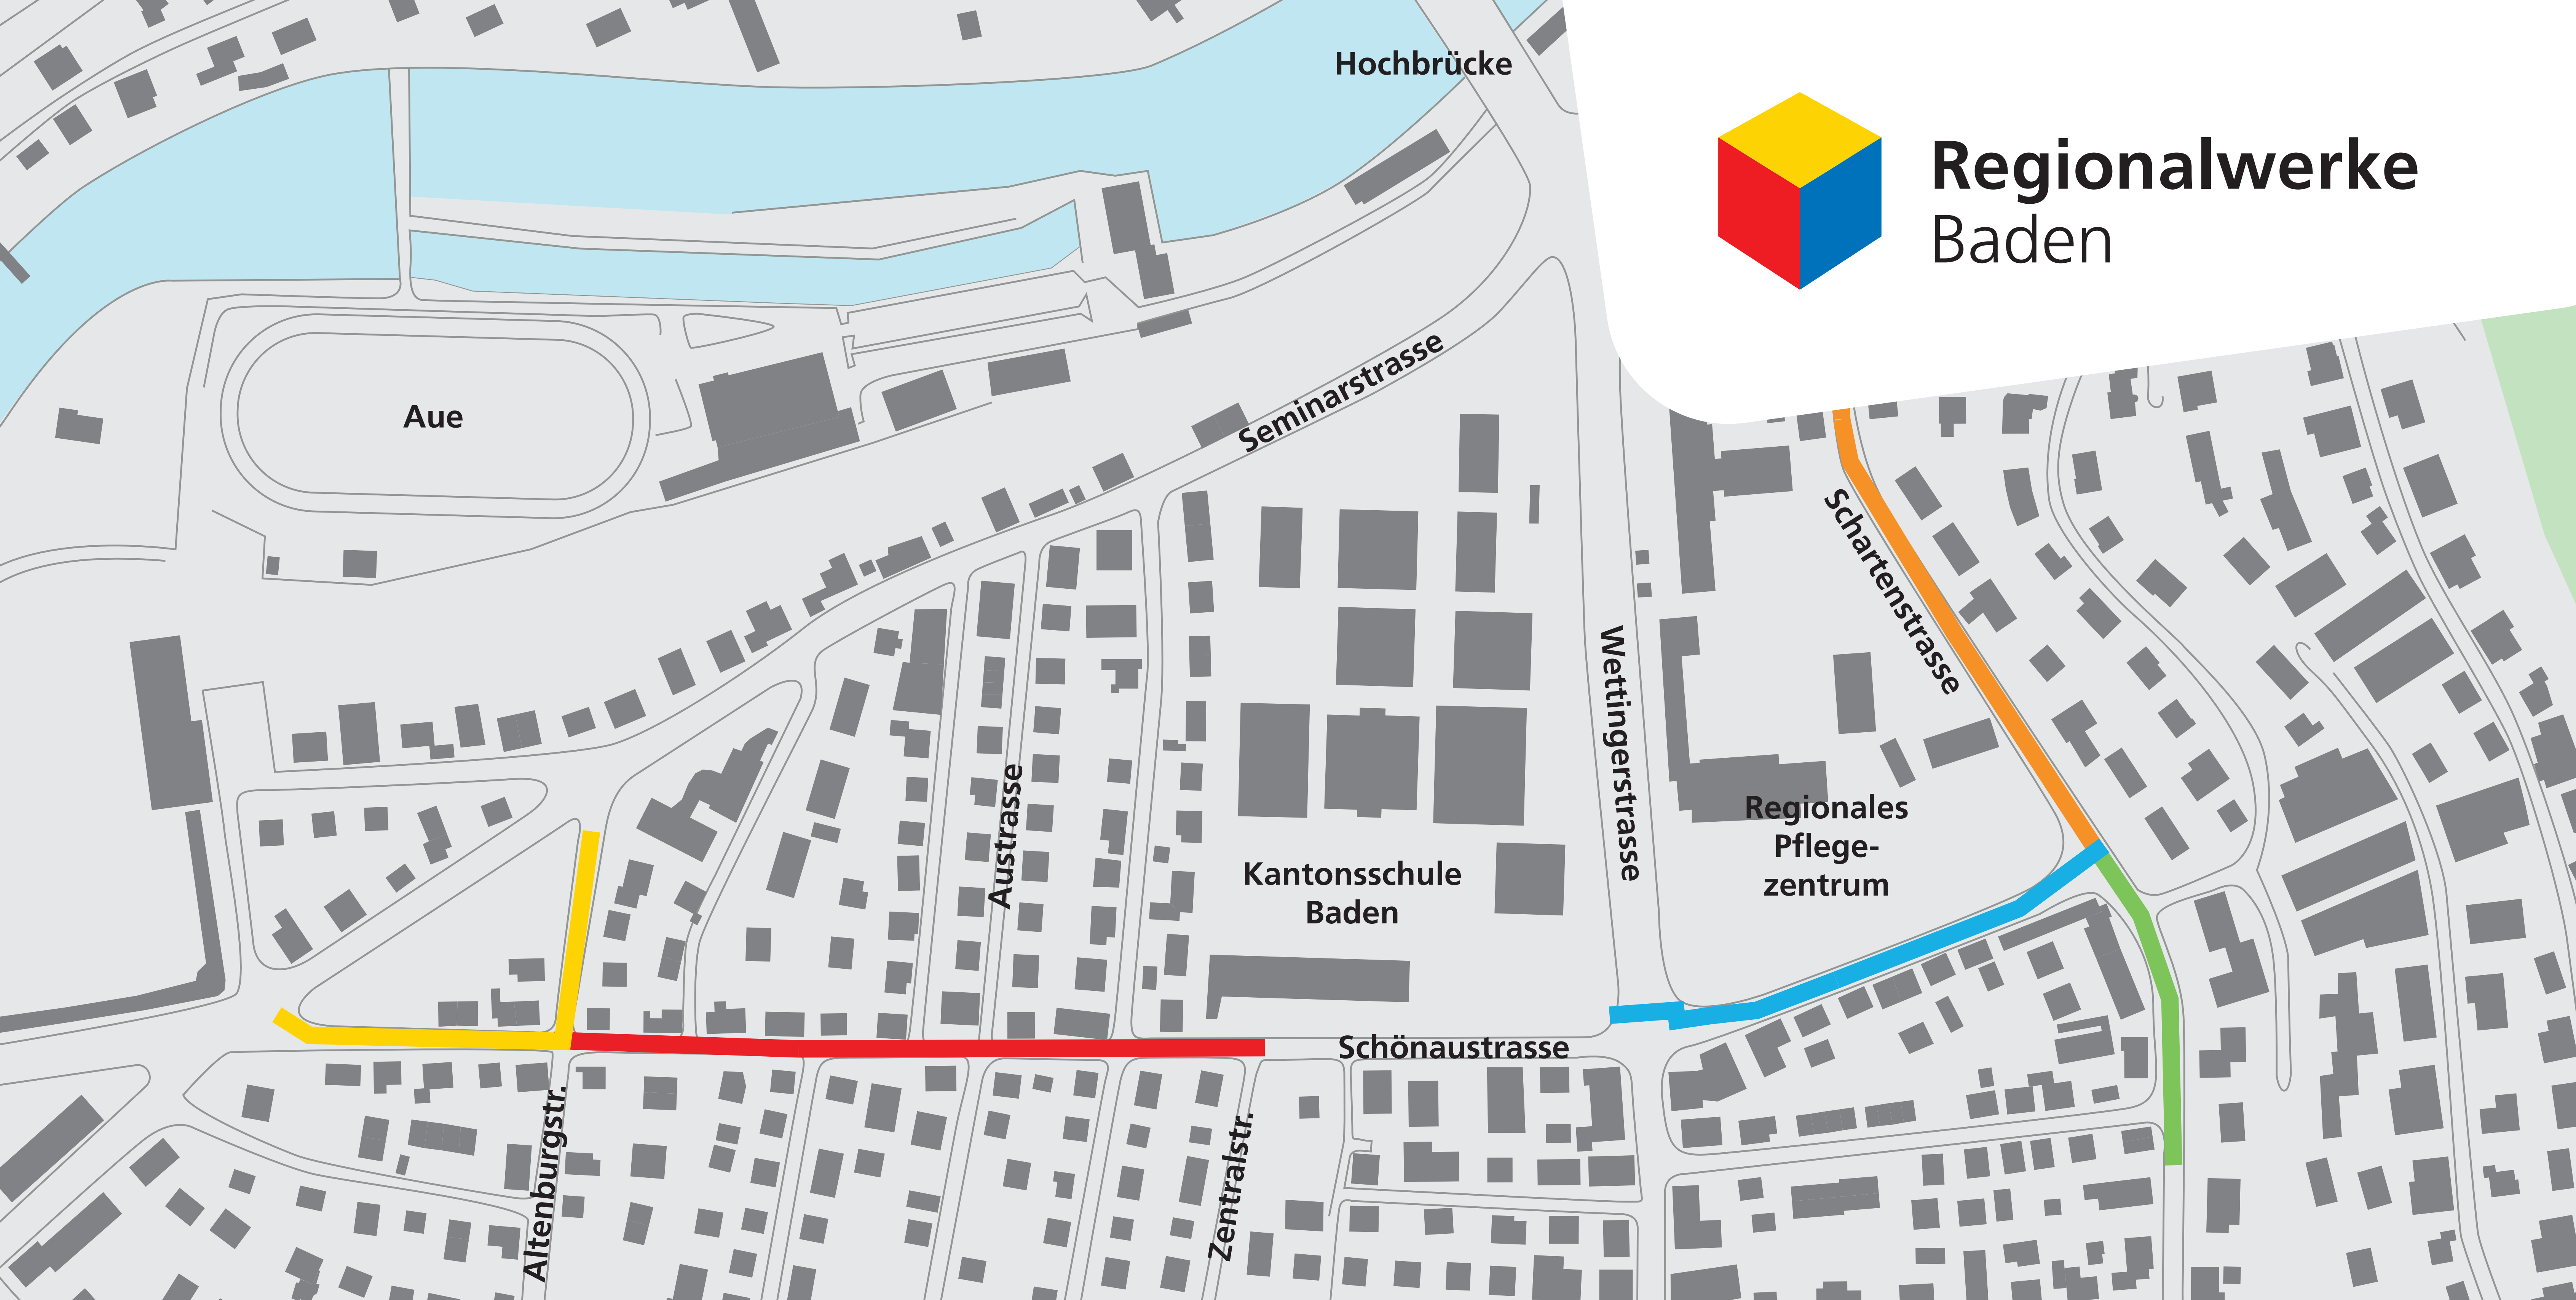 Hochbrücke
Regionalwerke
Baden
Aue
Seminarstrasse
Schartenstrasse
Wettingerstrasse
Austrasse
Regionales
Pflege-
zentrum
Kantonsschule
Baden
Schönaustrasse
Altenburgstr.
Zentralstr.